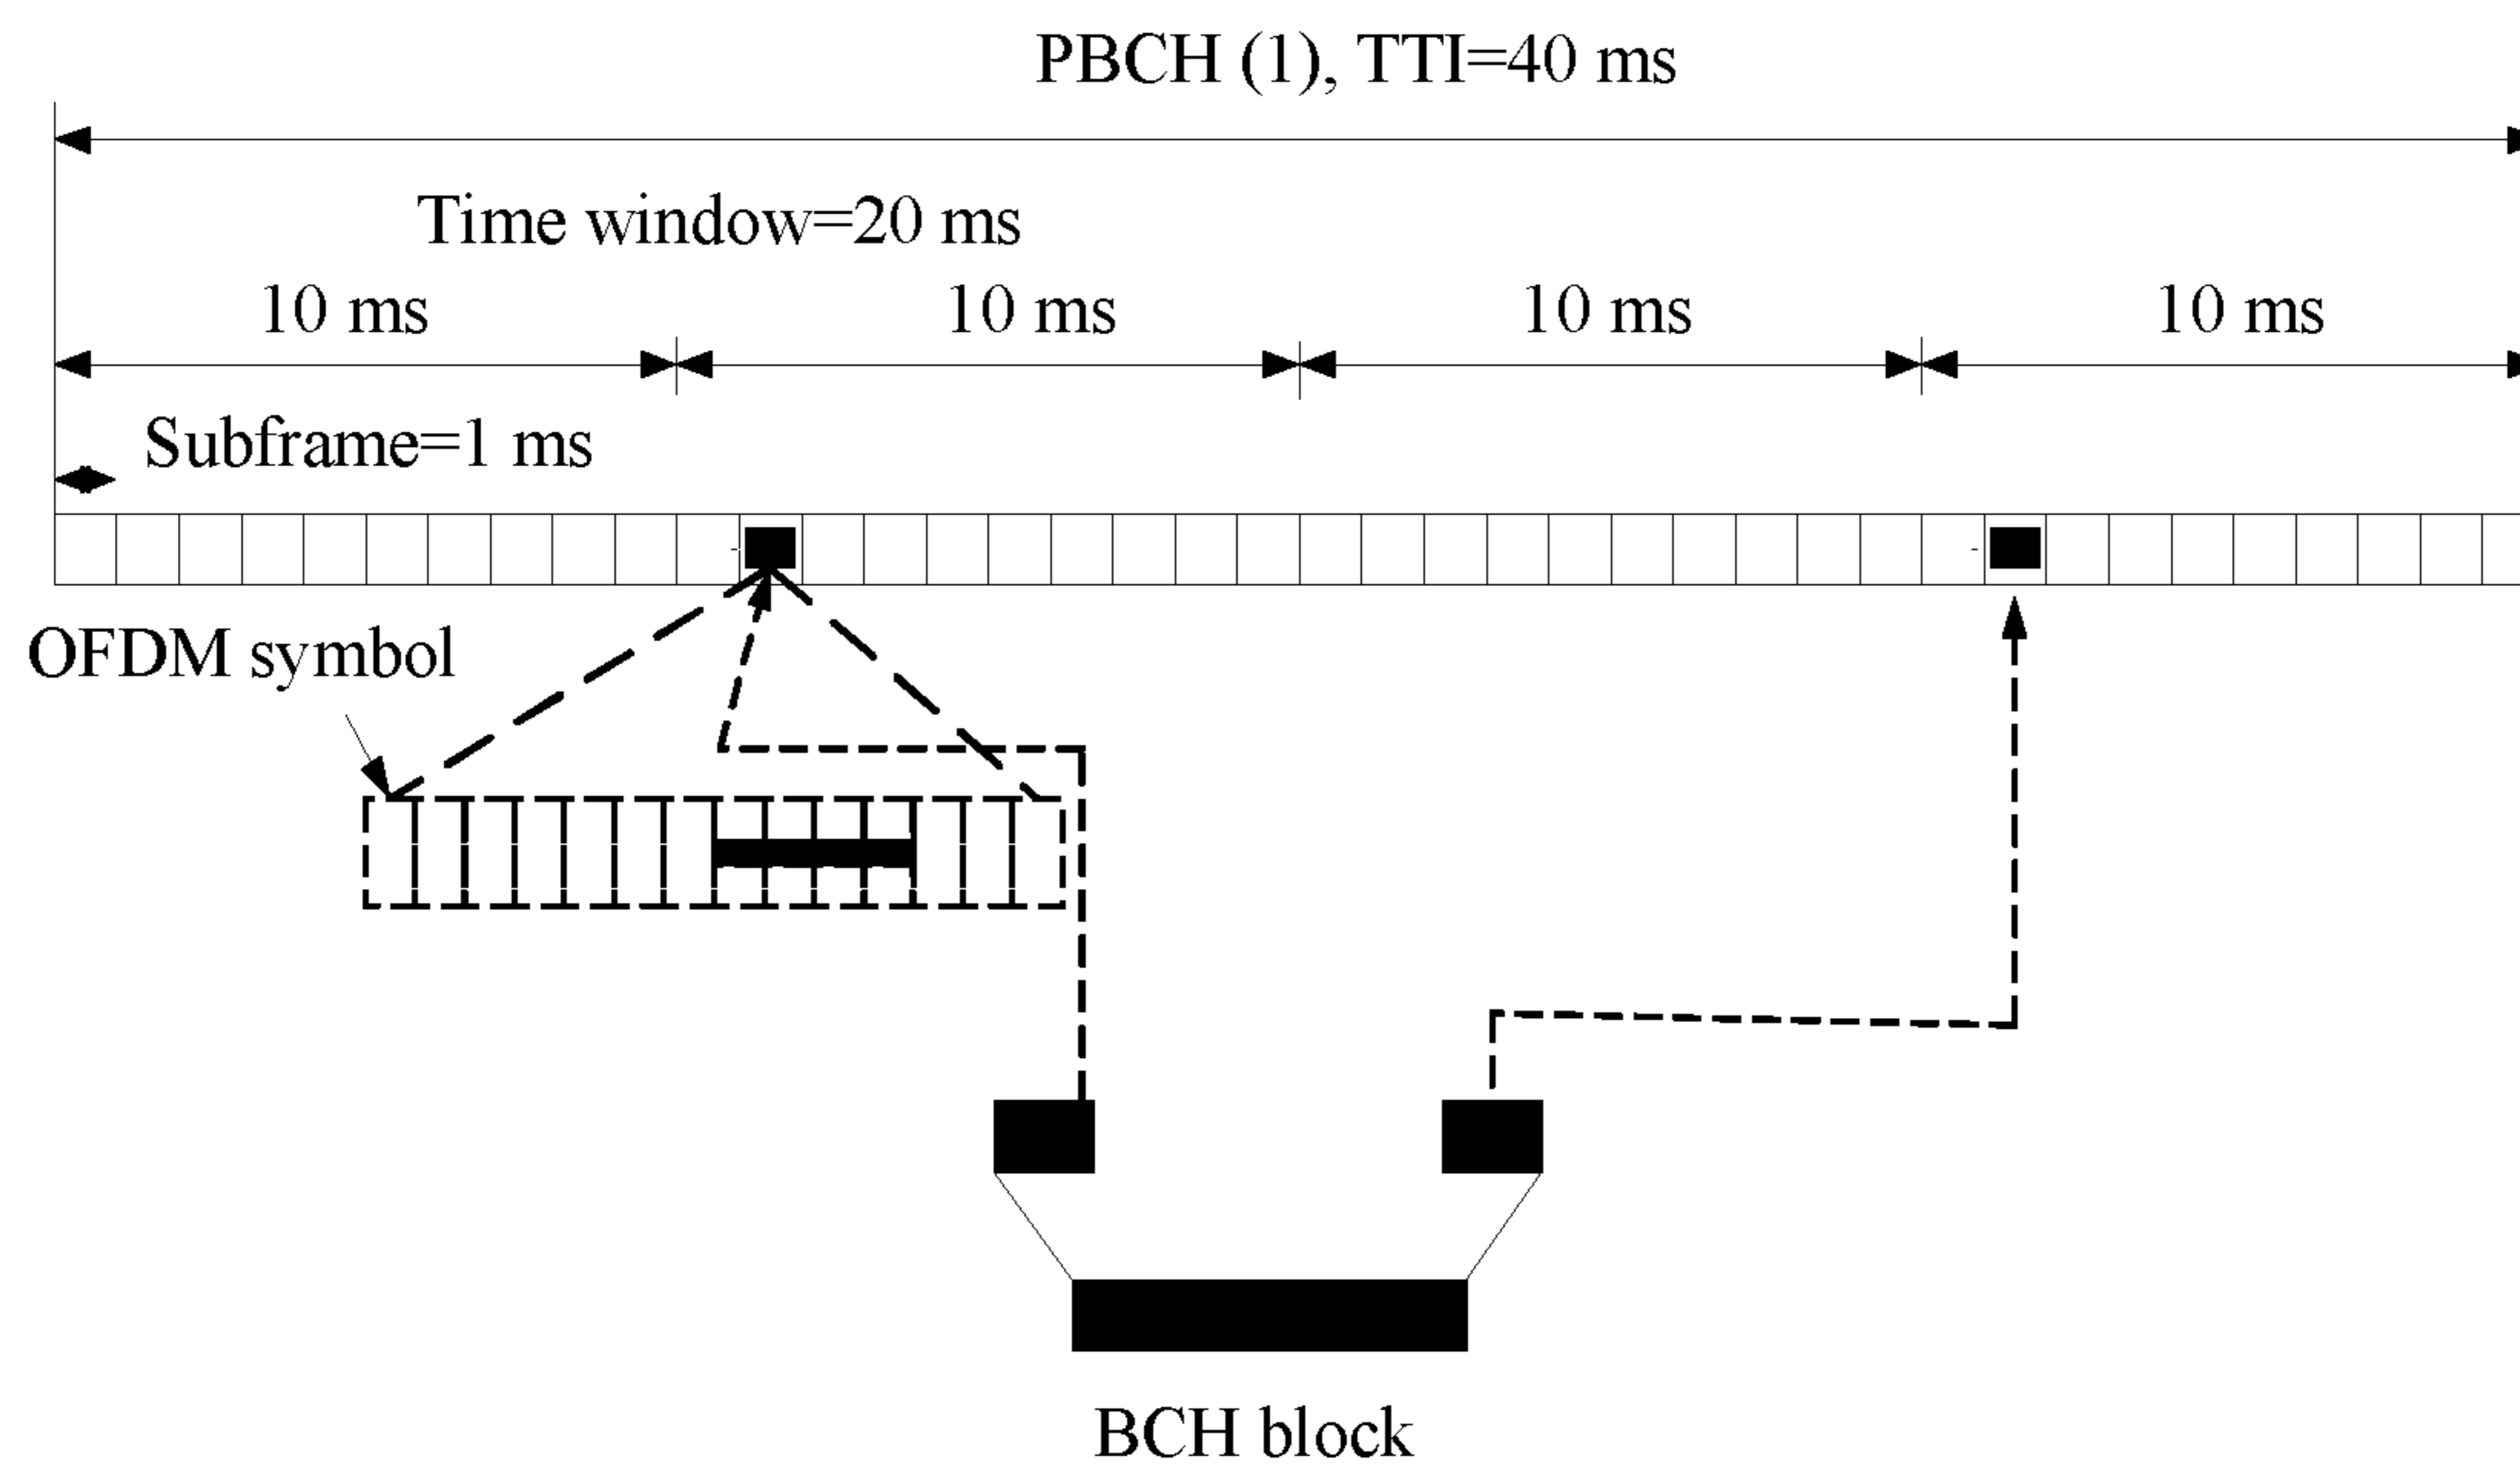 PBCH (1), TTI=40 ms
Time window=20 ms
10 ms 10 ms 10 ms 10 ms
Subframe=1 ms
OFDM symbol
BCH block